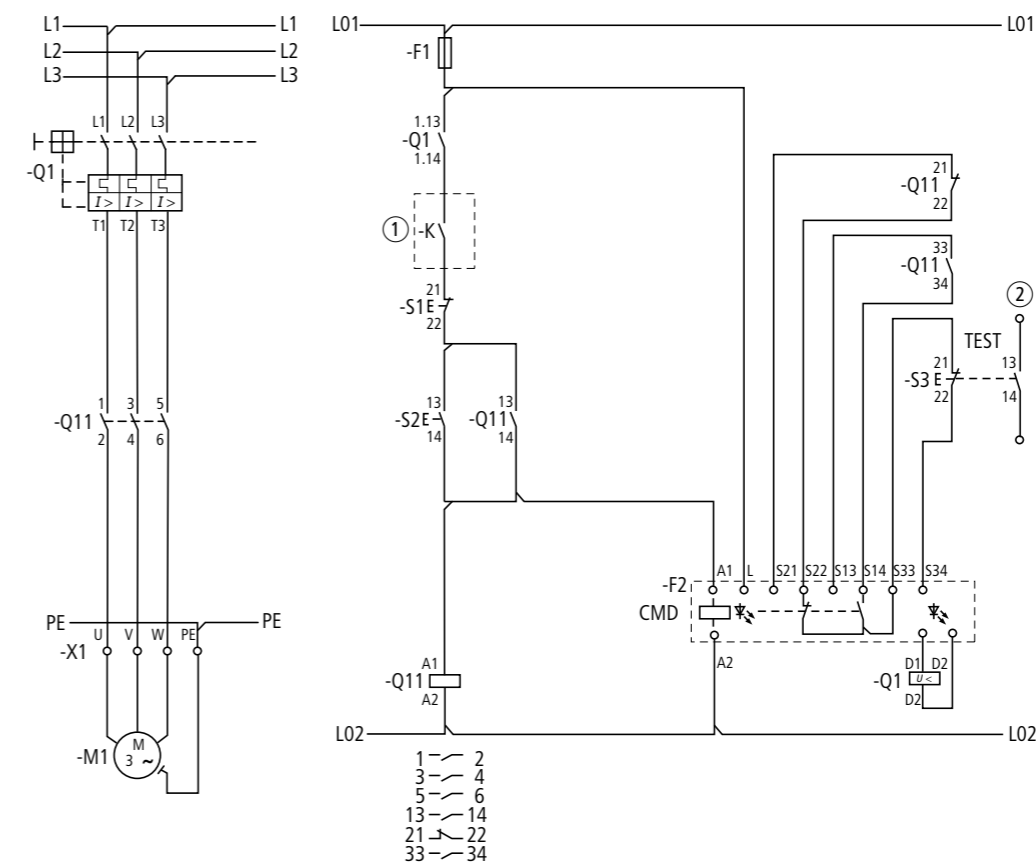 L1 L1
L2 L2
L3 L3
L1 L2 L3
-Q1
I > I > I >
T1 T2 T3
1 3 5
-Q11
2 4 6
PE PE
U V W PE
-X1
-M1
M
3 ~
L01 L01
-F1
1.13
-Q1
1.14
1 -K
21
-S1 E
22
13
-S2 E
14
13
-Q11
14
A1
-Q11
A2
L02 L02
1 2
3 4
5 6
13 14
21 22
33 34
21
-Q11
22
33
-Q11
34
2
TEST
21
-S3 E
22
13
14
A1 L S21 S22 S13 S14 S33 S34
-F2
CMD
A2
D1 D2
-Q1 U <
D2